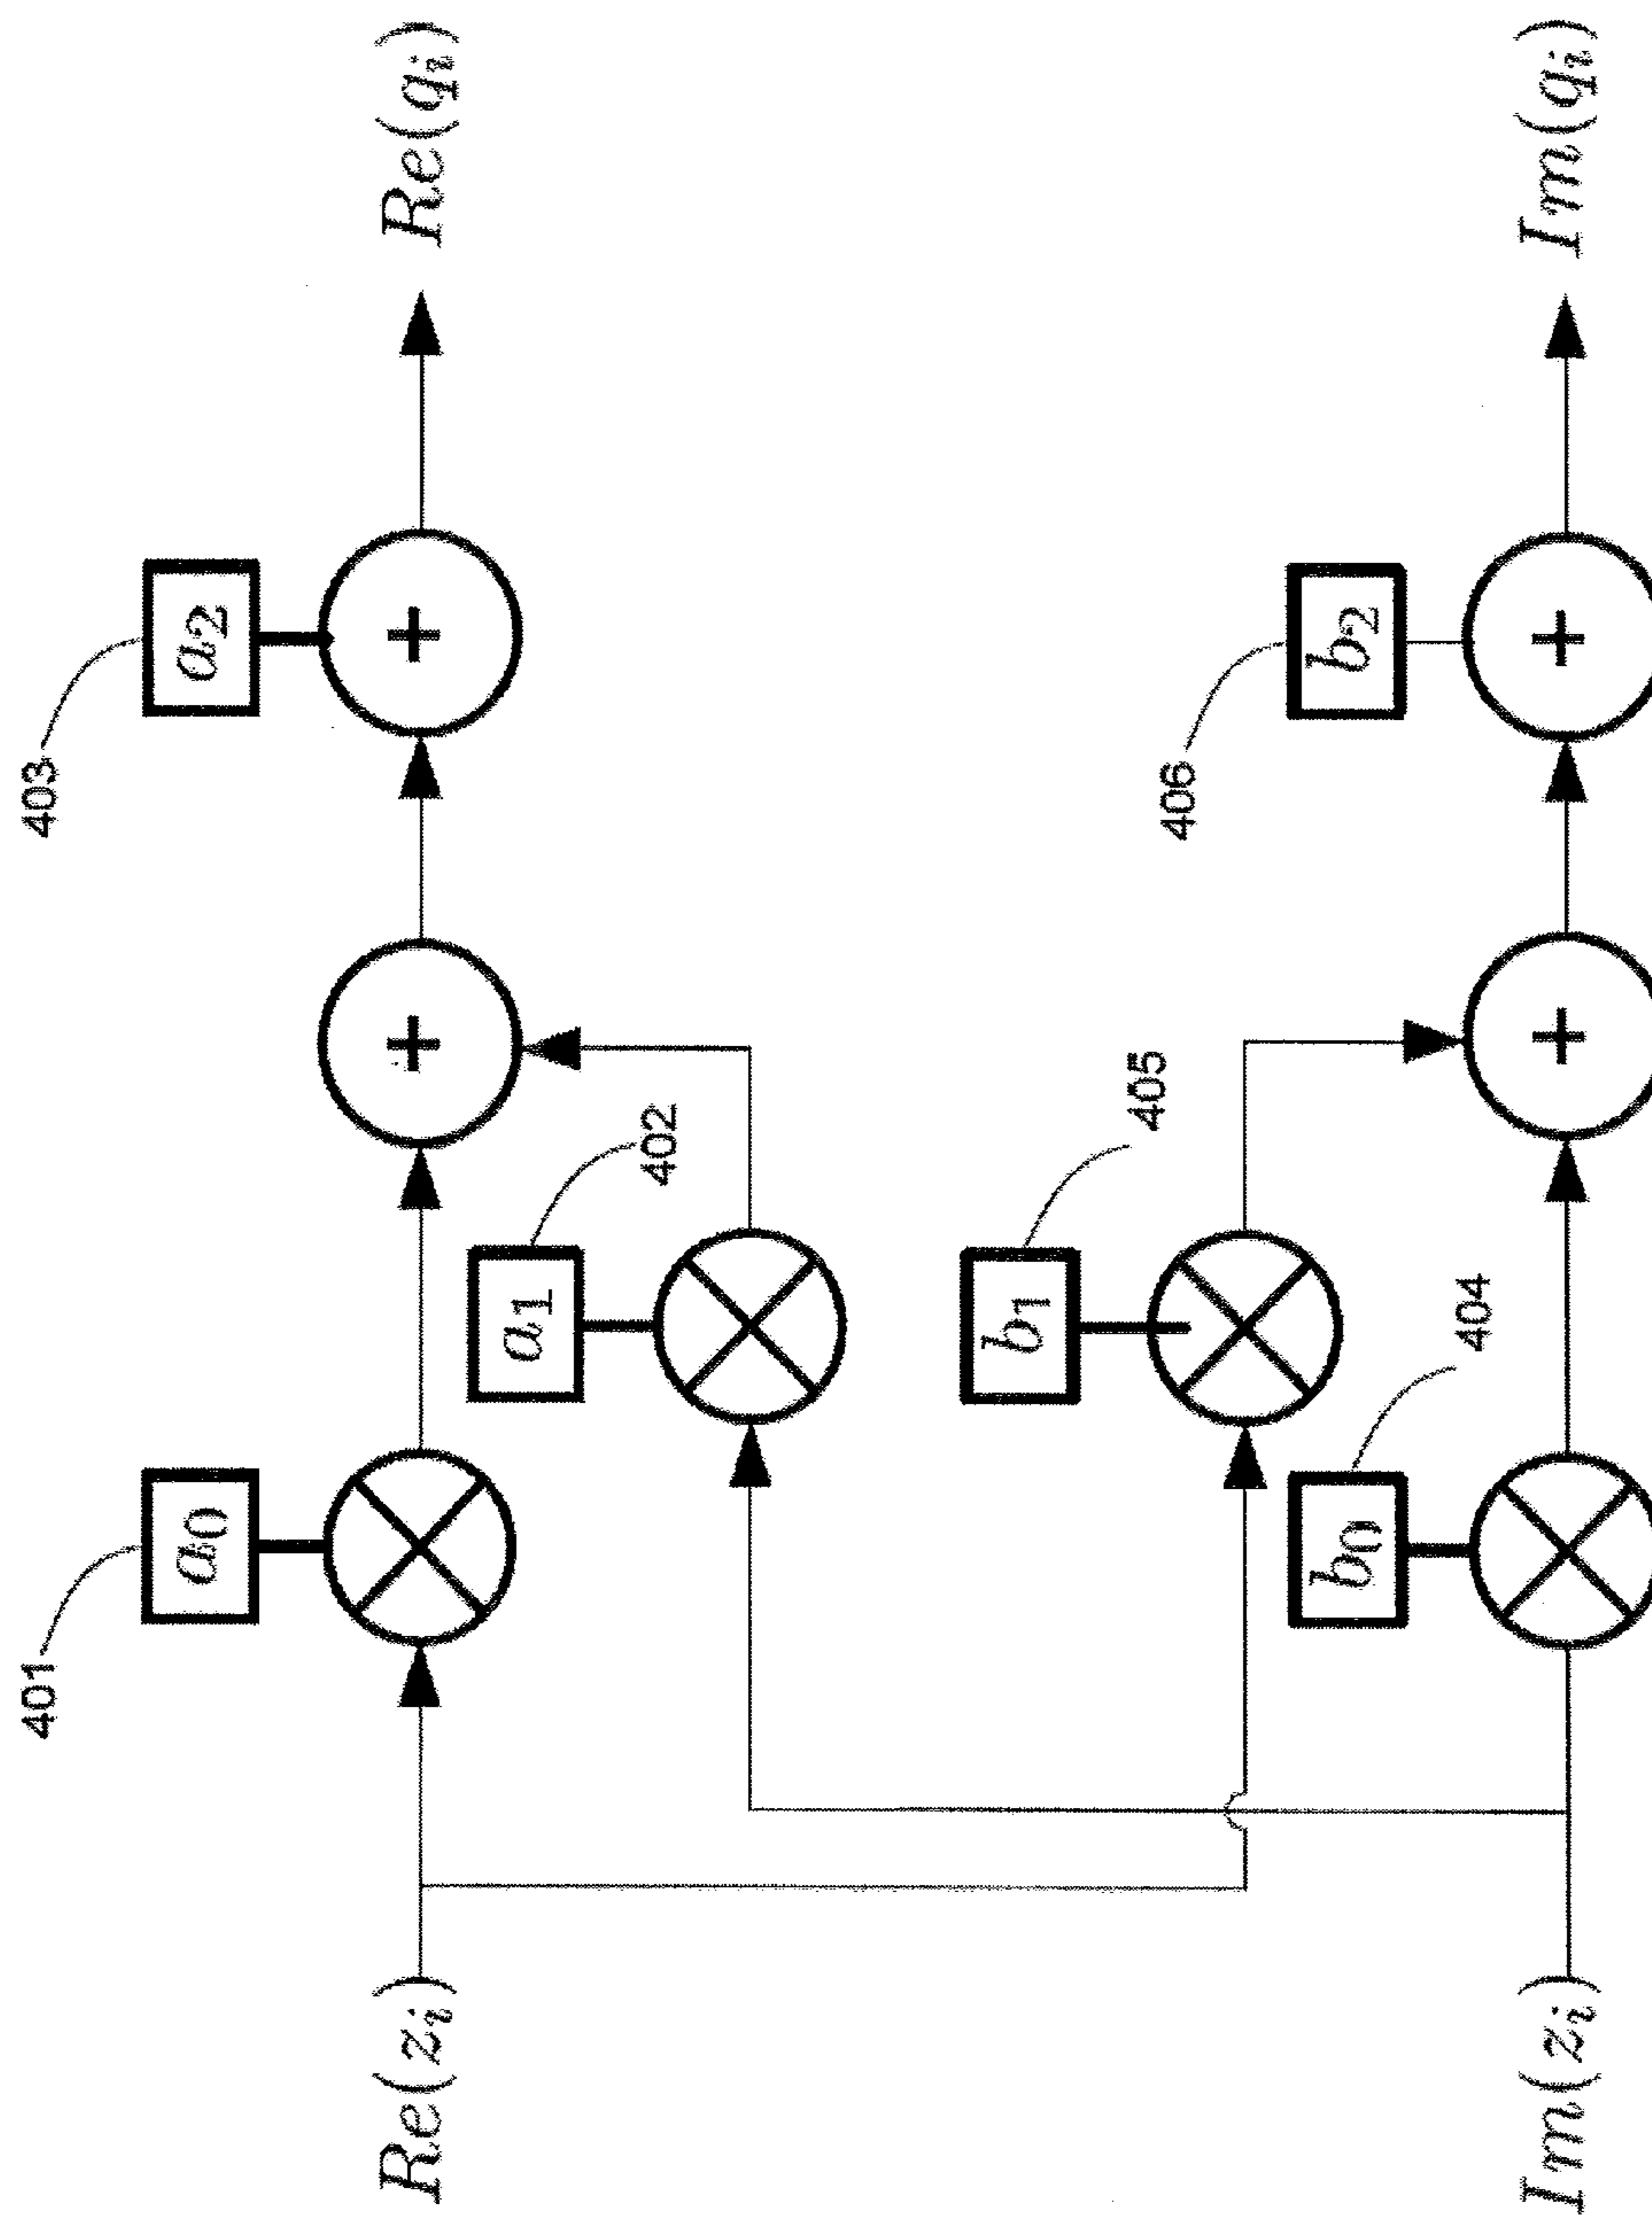 401
a_0
403
a_2
Re(z_i)
+
+
Re(q_i)
a_1
402
b_1
405
b_0
404
406
b_2
Im(z_i)
+
+
Im(q_i)